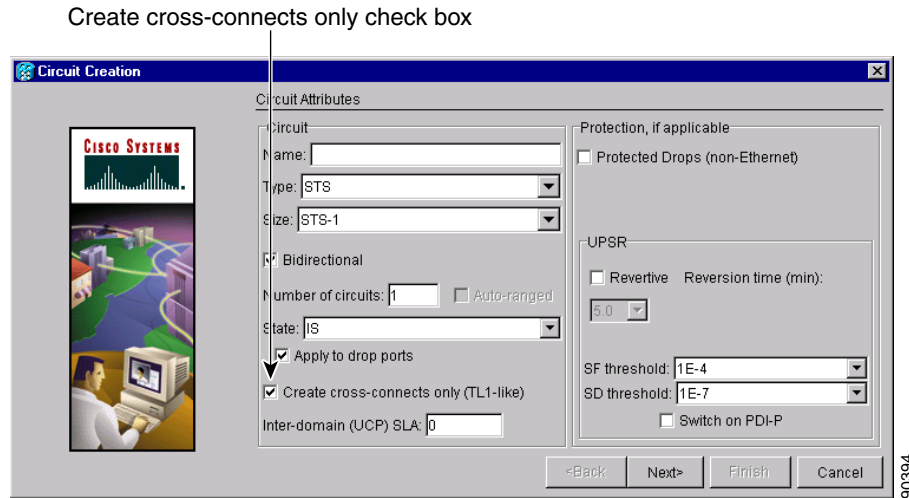 Create cross-connects only check box
Circuit Creation
Circuit Attributes
CISCO SYSTEMS
Circuit
Name:
Type: STS
Size: STS-1
Bidirectional
Number of circuits: 1 Auto-ranged
State: IS
Apply to drop ports
Create cross-connects only (TL1-like)
Inter-domain (UCP) SLA: 0
Protection, if applicable
Protected Drops (non-Ethernet)
UPSR
Revertive Reversion time (min):
5.0
SF threshold: 1E-4
SD threshold: 1E-7
Switch on PDI-P
<Back Next> Finish Cancel
90394